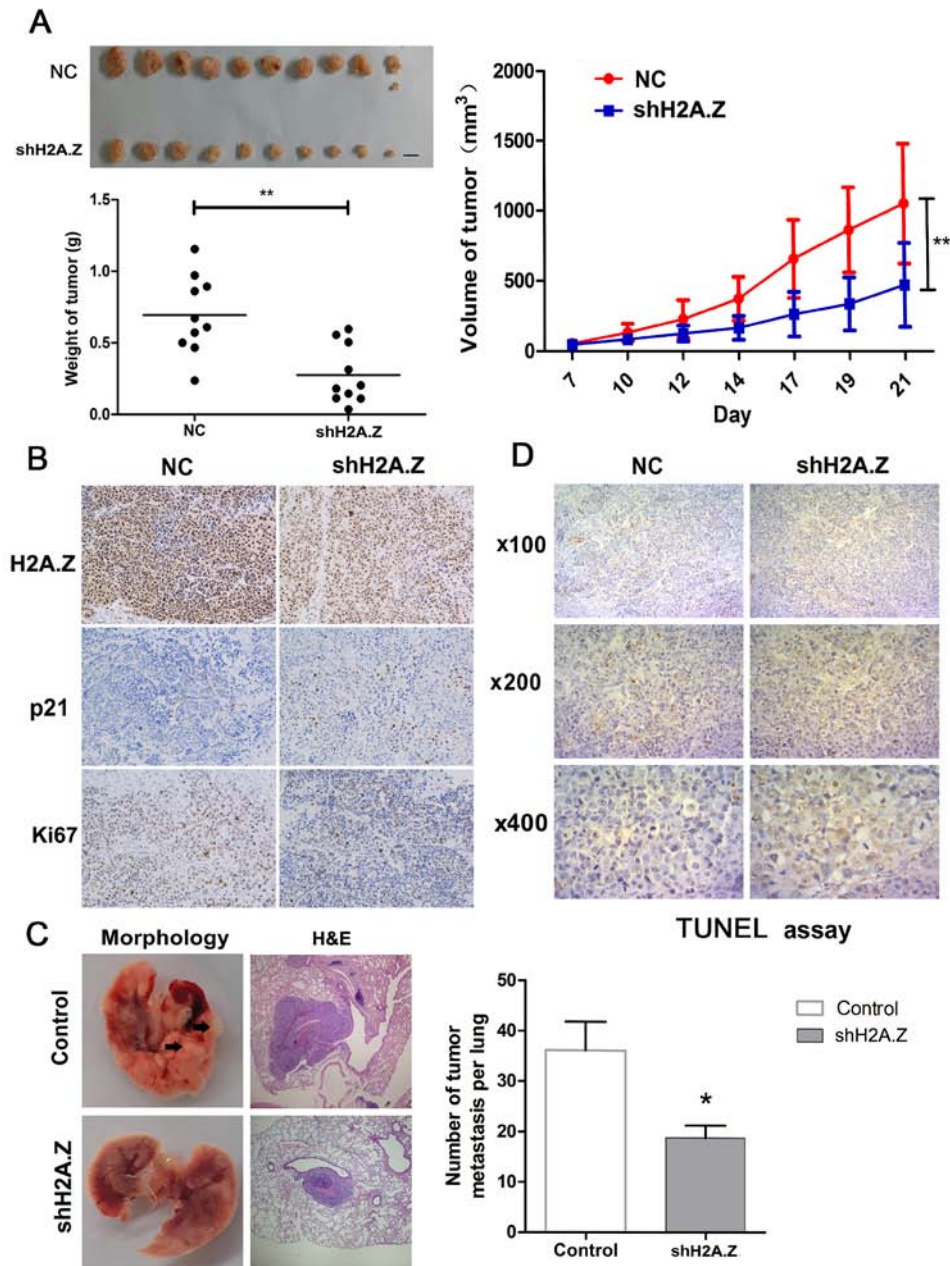 A
NC
shH2A.Z
Weight of tumor (g)
1.5
1.0
0.5
0.0
**
NC
shH2A.Z
Volume of tumor (mm³)
2000
1500
1000
500
0
NC
shH2A.Z
**
7 10 12 14 17 19 21
Day
B
NC shH2A.Z
H2A.Z
p21
Ki67
D
NC shH2A.Z
x100
x200
x400
TUNEL assay
C
Morphology H&E
Control
shH2A.Z
Number of tumor
metastasis per lung
50
40
30
20
10
0
*
Control
shH2A.Z
Control shH2A.Z